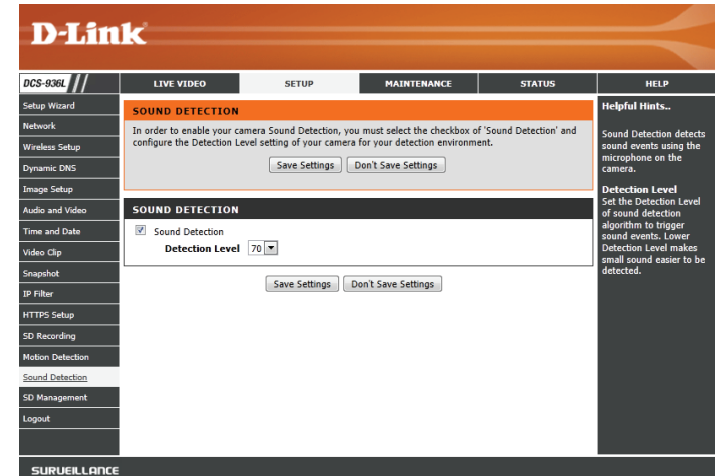 D-Link
DCS-936L
LIVE VIDEO
SETUP
MAINTENANCE
STATUS
HELP
Setup Wizard
Network
Wireless Setup
Dynamic DNS
Image Setup
Audio and Video
Time and Date
Video Clip
Snapshot
IP Filter
HTTPS Setup
SD Recording
Motion Detection
Sound Detection
SD Management
Logout
SOUND DETECTION
In order to enable your camera Sound Detection, you must select the checkbox of 'Sound Detection' and
configure the Detection Level setting of your camera for your detection environment.
Save Settings
Don't Save Settings
SOUND DETECTION
Sound Detection
Detection Level 70
Save Settings
Don't Save Settings
Helpful Hints..
Sound Detection detects
sound events using the
microphone on the
camera.
Detection Level
Set the Detection Level
of sound detection
algorithm to trigger
sound events. Lower
Detection Level makes
small sound easier to be
detected.
SURVEILLANCE